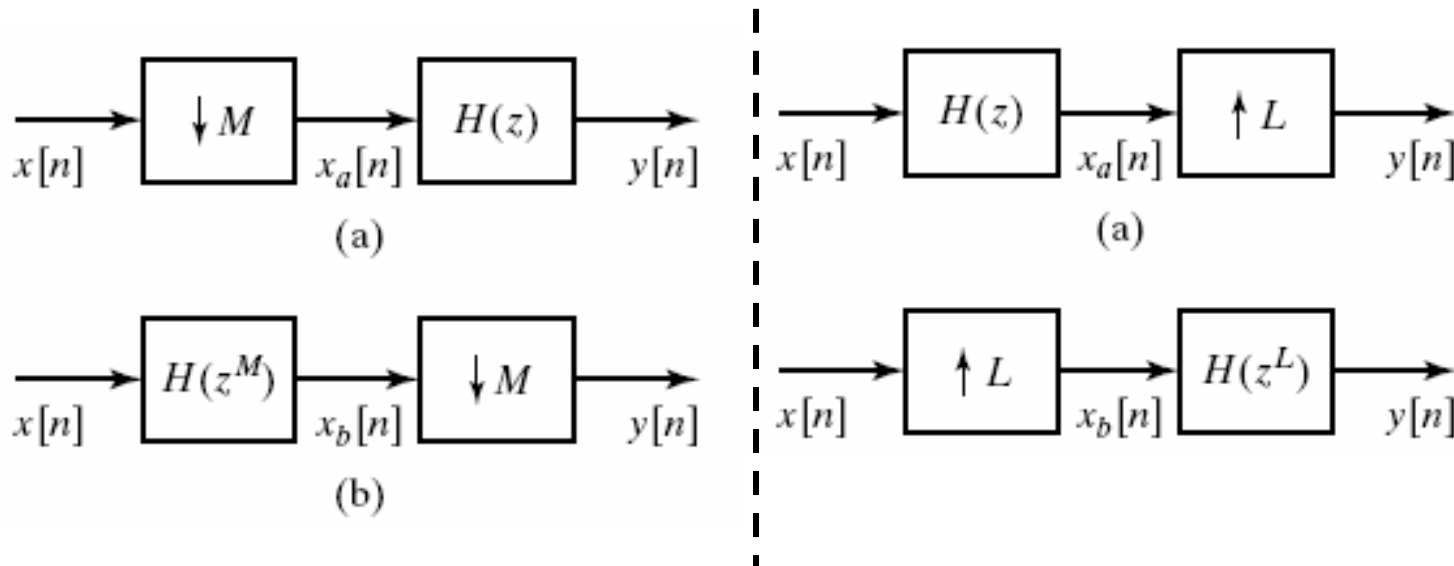 ↓ M
H(z)
x[n]
x_a[n]
y[n]
(a)
H(z^M)
↓ M
x[n]
x_b[n]
y[n]
(b)
H(z)
↑ L
x[n]
x_a[n]
y[n]
(a)
↑ L
H(z^L)
x[n]
x_b[n]
y[n]